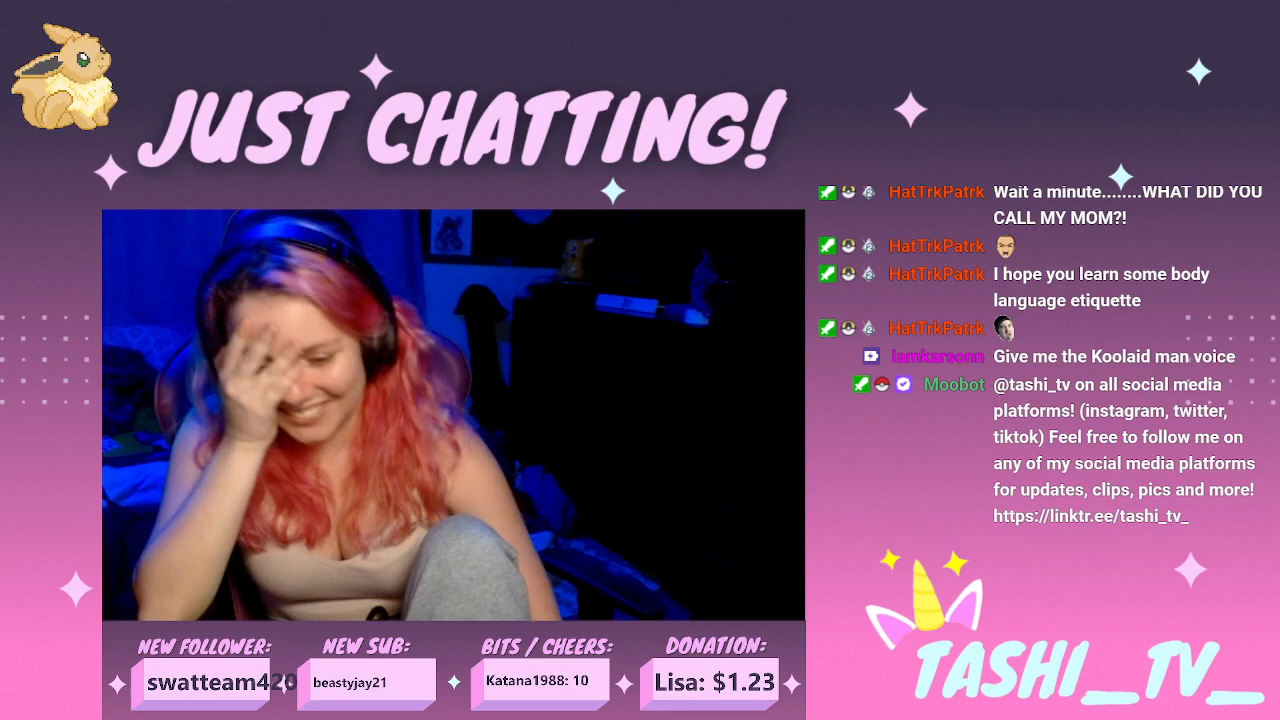 JUST CHATTING!
HatTrkPatrk Wait a minute........WHAT DID YOU
CALL MY MOM?!
HatTrkPatrk
HatTrkPatrk I hope you learn some body
language etiquette
HatTrkPatrk
iamkarsonn Give me the Koolaid man voice
Moobot @tashi_tv on all social media
platforms! (instagram, twitter,
tiktok) Feel free to follow me on
any of my social media platforms
for updates, clips, pics and more!
https://linktr.ee/tashi_tv_
NEW FOLLOWER: NEW SUB: BITS / CHEERS: DONATION:
swatteam420 beastyjay21 Katana1988: 10 Lisa: $1.23
TASHI_TV_